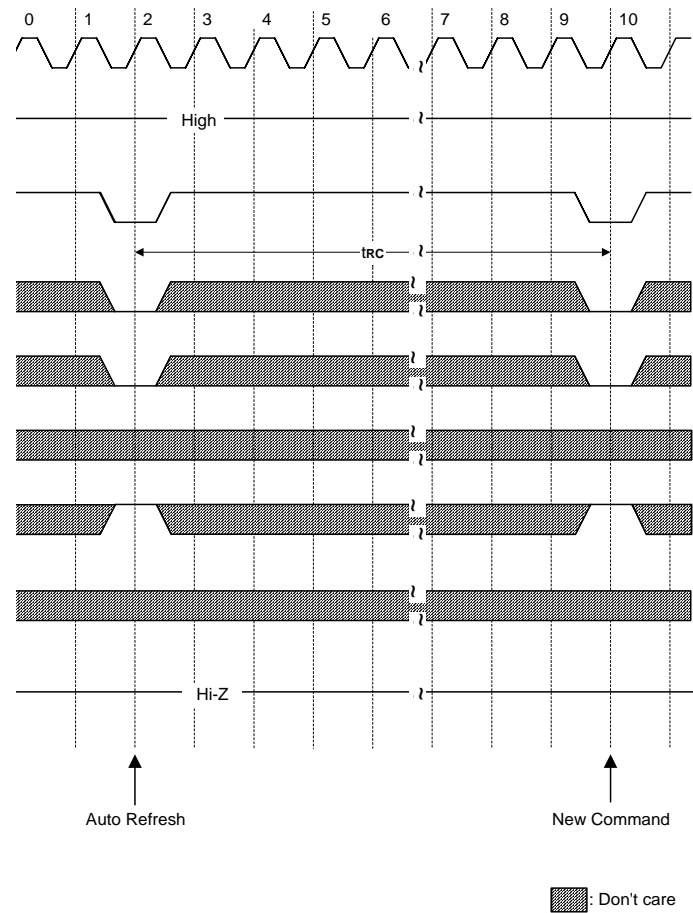 0 1 2 3 4 5 6 7 8 9 10
High
tRC
Hi-Z
Auto Refresh New Command
: Don't care